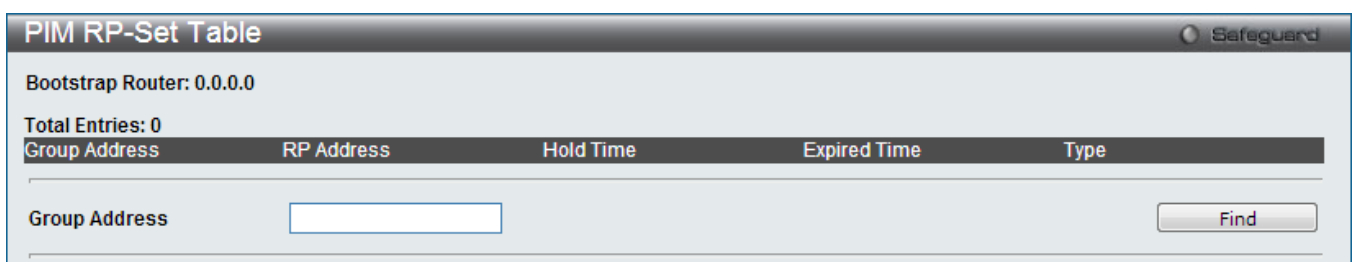 PIM RP-Set Table
Safeguard
Bootstrap Router: 0.0.0.0
Total Entries: 0
Group Address RP Address Hold Time Expired Time Type
Group Address Find